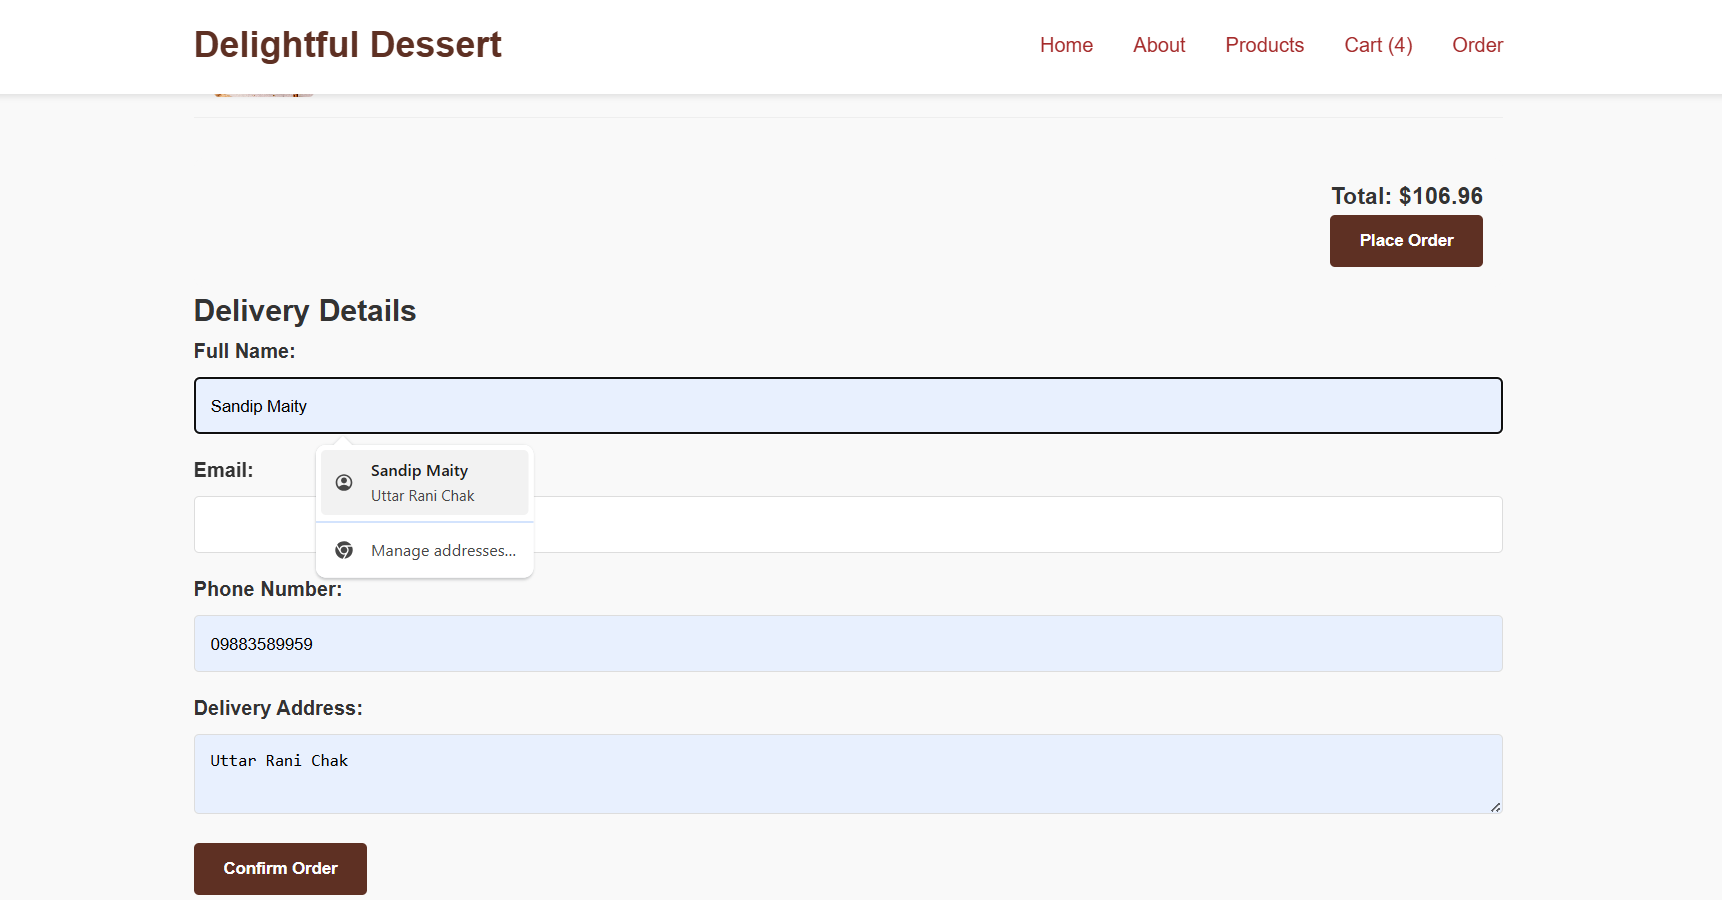 Delightful Dessert
Home About Products Cart (4) Order
Total: $106.96
Place Order
Delivery Details
Full Name:
Sandip Maity
Email:
Sandip Maity
Uttar Rani Chak
Manage addresses...
Phone Number:
09883589959
Delivery Address:
Uttar Rani Chak
Confirm Order